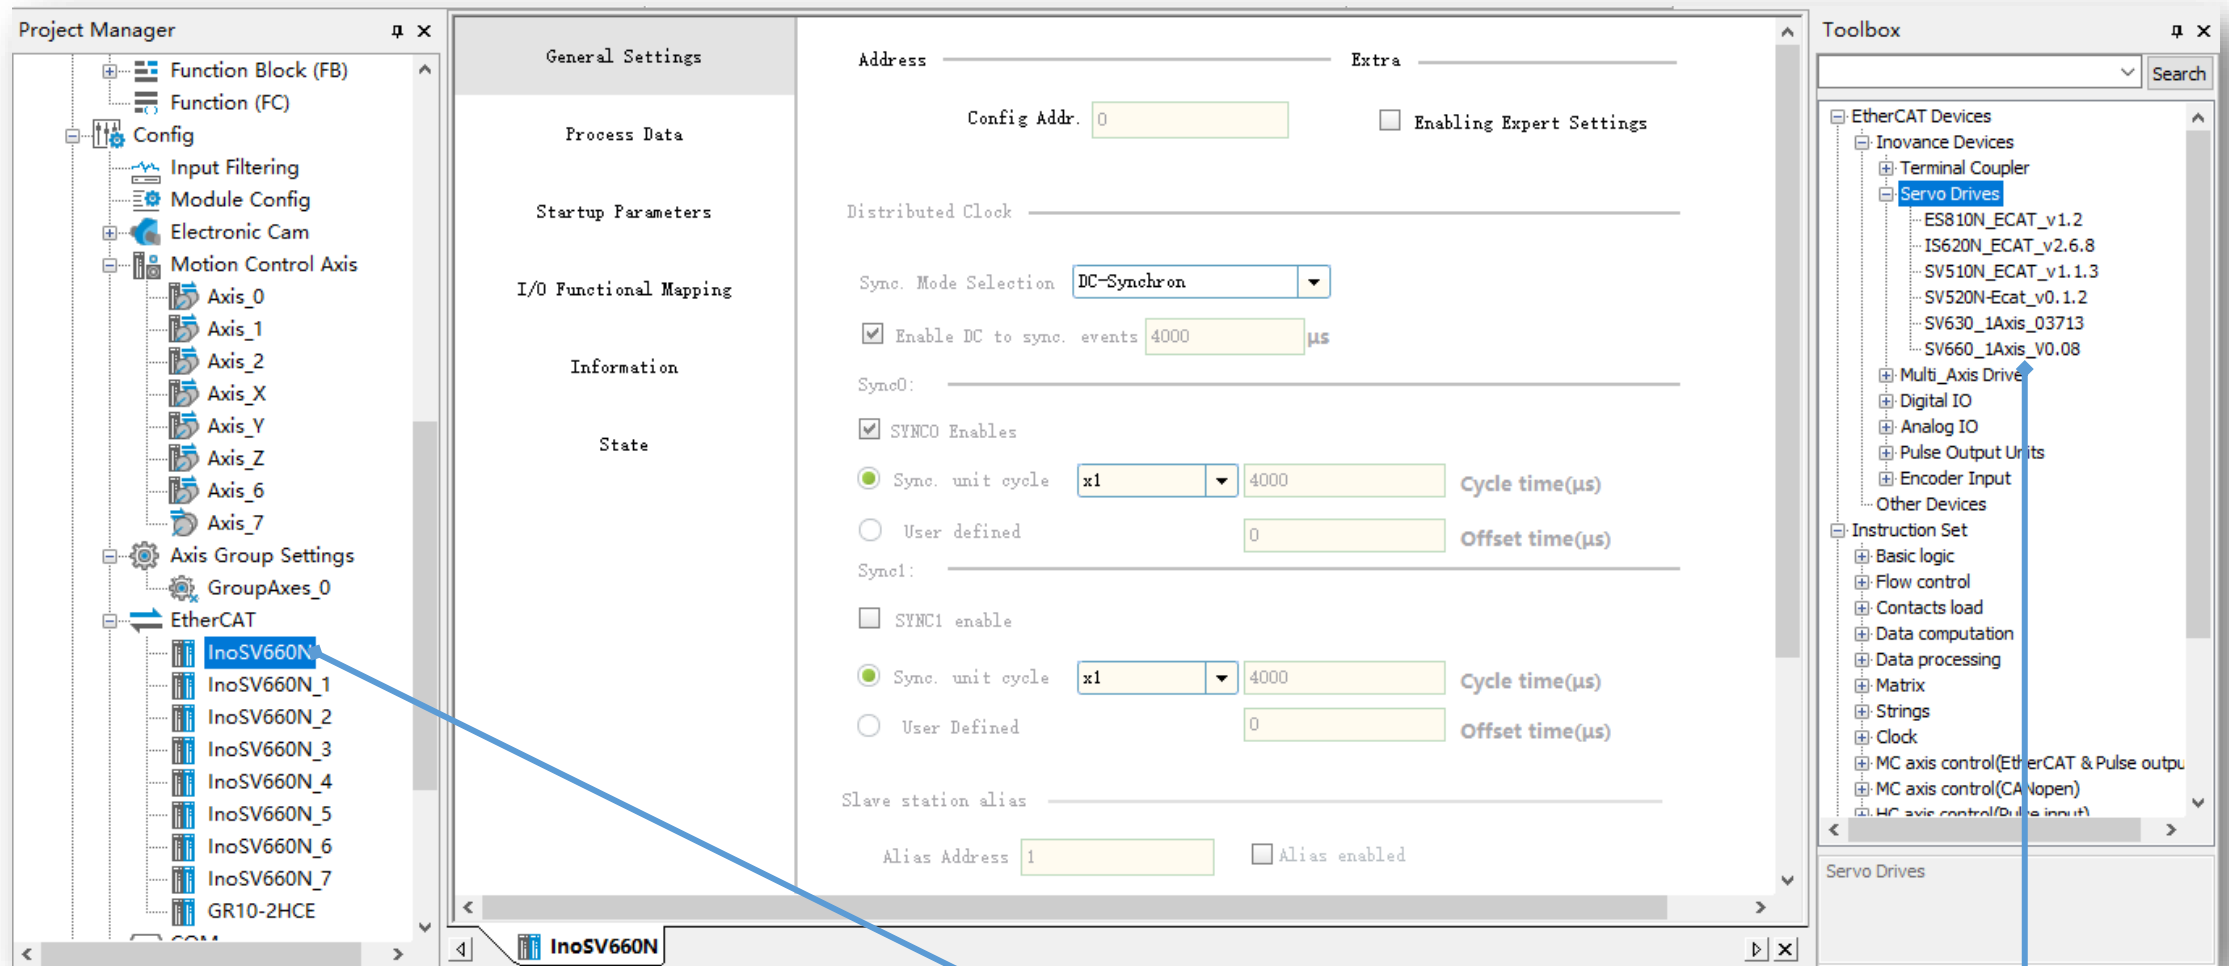 Project Manager
Function Block (FB)
Function (FC)
Config
Input Filtering
Module Config
Electronic Cam
Motion Control Axis
Axis_0
Axis_1
Axis_2
Axis_X
Axis_Y
Axis_Z
Axis_6
Axis_7
Axis Group Settings
GroupAxes_0
EtherCAT
InoSV660N
InoSV660N_1
InoSV660N_2
InoSV660N_3
InoSV660N_4
InoSV660N_5
InoSV660N_6
InoSV660N_7
GR10-2HCE
COM
General Settings
Process Data
Startup Parameters
I/O Functional Mapping
Information
State
Address
Extra
Config Addr. 0
Enabling Expert Settings
Distributed Clock
Sync. Mode Selection DC-Synchron
Enable DC to sync. events 4000 µs
Sync0:
SYNC0 Enables
Sync. unit cycle x1 4000 Cycle time(µs)
User defined 0 Offset time(µs)
Sync1:
SYNC1 enable
Sync. unit cycle x1 4000 Cycle time(µs)
User Defined 0 Offset time(µs)
Slave station alias
Alias Address 1 Alias enabled
InoSV660N
Toolbox
Search
EtherCAT Devices
Inovance Devices
Terminal Coupler
Servo Drives
ES810N_ECAT_v1.2
IS620N_ECAT_v2.6.8
SV510N_ECAT_v1.1.3
SV520N-Ecat_v0.1.2
SV630_1Axis_03713
SV660_1Axis_V0.08
Multi_Axis Drive
Digital IO
Analog IO
Pulse Output Units
Encoder Input
Other Devices
Instruction Set
Basic logic
Flow control
Contacts load
Data computation
Data processing
Matrix
Strings
Clock
MC axis control(EtherCAT & Pulse outpu
MC axis control(CANopen)
HC axis control(Pulse input)
Servo Drives